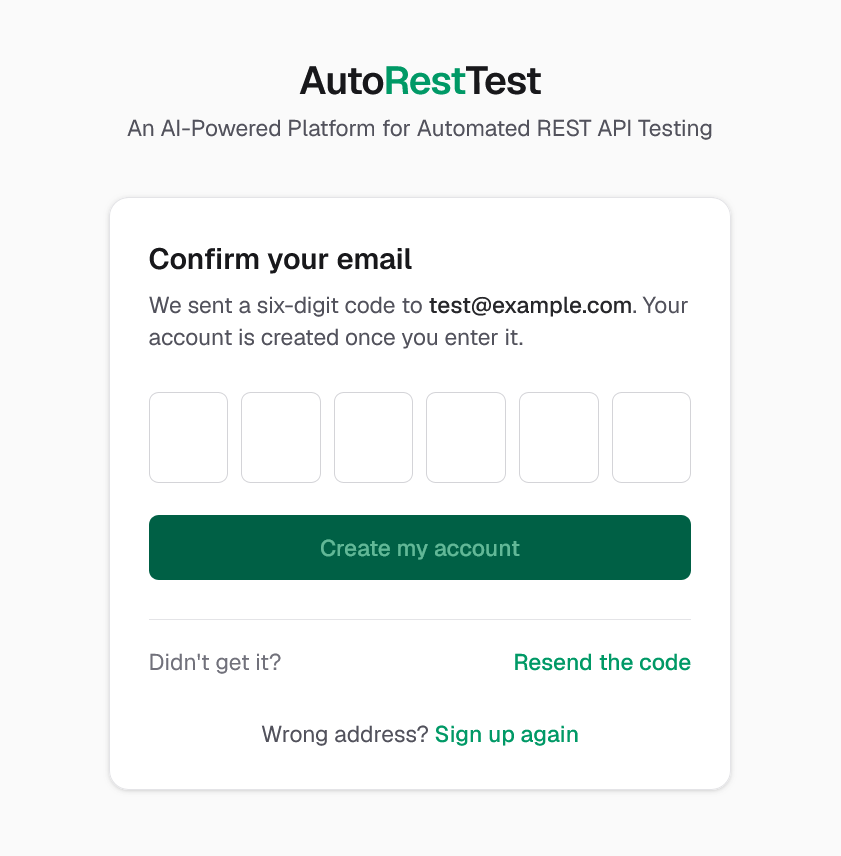 AutoRestTest
An AI-Powered Platform for Automated REST API Testing
Confirm your email
We sent a six-digit code to test@example.com. Your
account is created once you enter it.
Create my account
Didn't get it?
Resend the code
Wrong address? Sign up again